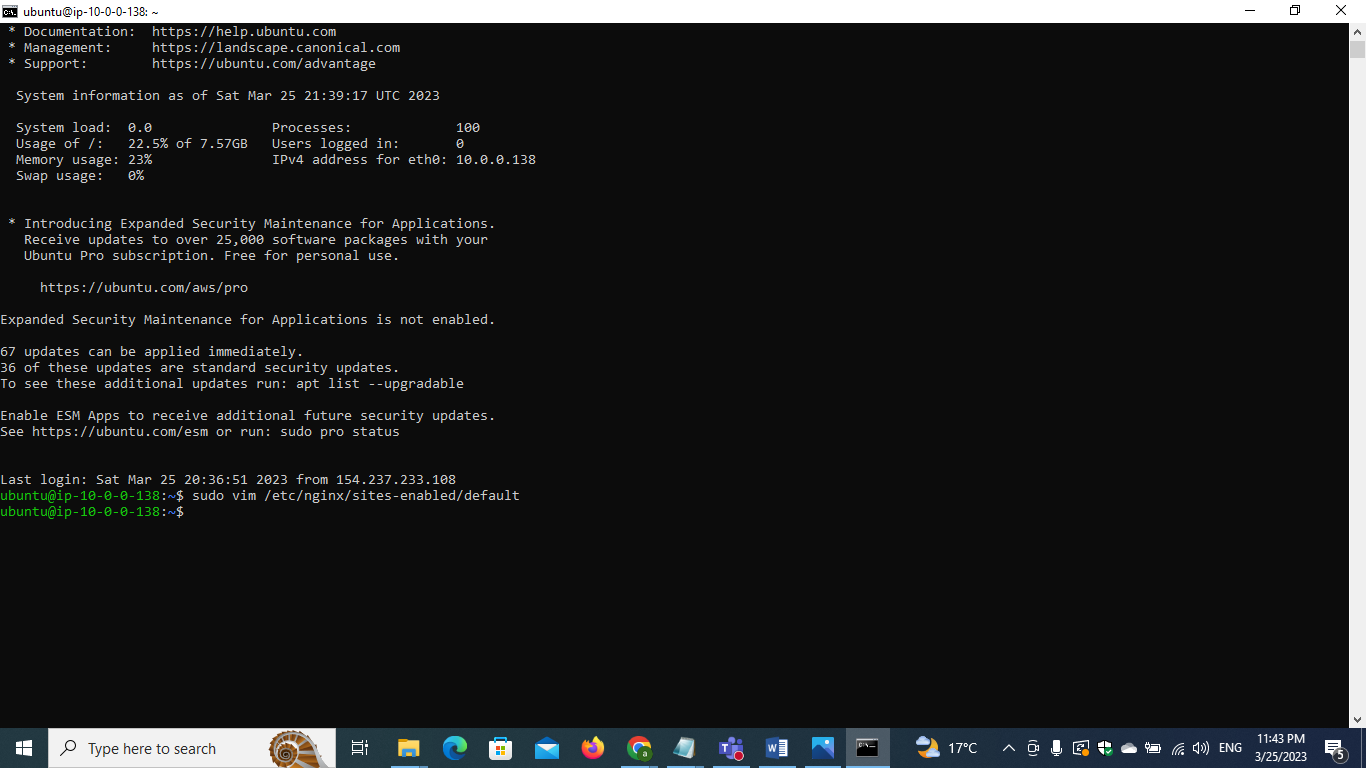 ubuntu@ip-10-0-0-138: ~
* Documentation:  https://help.ubuntu.com
* Management:     https://landscape.canonical.com
* Support:        https://ubuntu.com/advantage
System information as of Sat Mar 25 21:39:17 UTC 2023
System load:  0.0               Processes:             100
Usage of /:   22.5% of 7.57GB   Users logged in:       0
Memory usage: 23%               IPv4 address for eth0: 10.0.0.138
Swap usage:   0%
* Introducing Expanded Security Maintenance for Applications.
Receive updates to over 25,000 software packages with your
Ubuntu Pro subscription. Free for personal use.
https://ubuntu.com/aws/pro
Expanded Security Maintenance for Applications is not enabled.
67 updates can be applied immediately.
36 of these updates are standard security updates.
To see these additional updates run: apt list --upgradable
Enable ESM Apps to receive additional future security updates.
See https://ubuntu.com/esm or run: sudo pro status
Last login: Sat Mar 25 20:36:51 2023 from 154.237.233.108
ubuntu@ip-10-0-0-138:~$ sudo vim /etc/nginx/sites-enabled/default
ubuntu@ip-10-0-0-138:~$
Type here to search
17°C
ENG
11:43 PM
3/25/2023
5